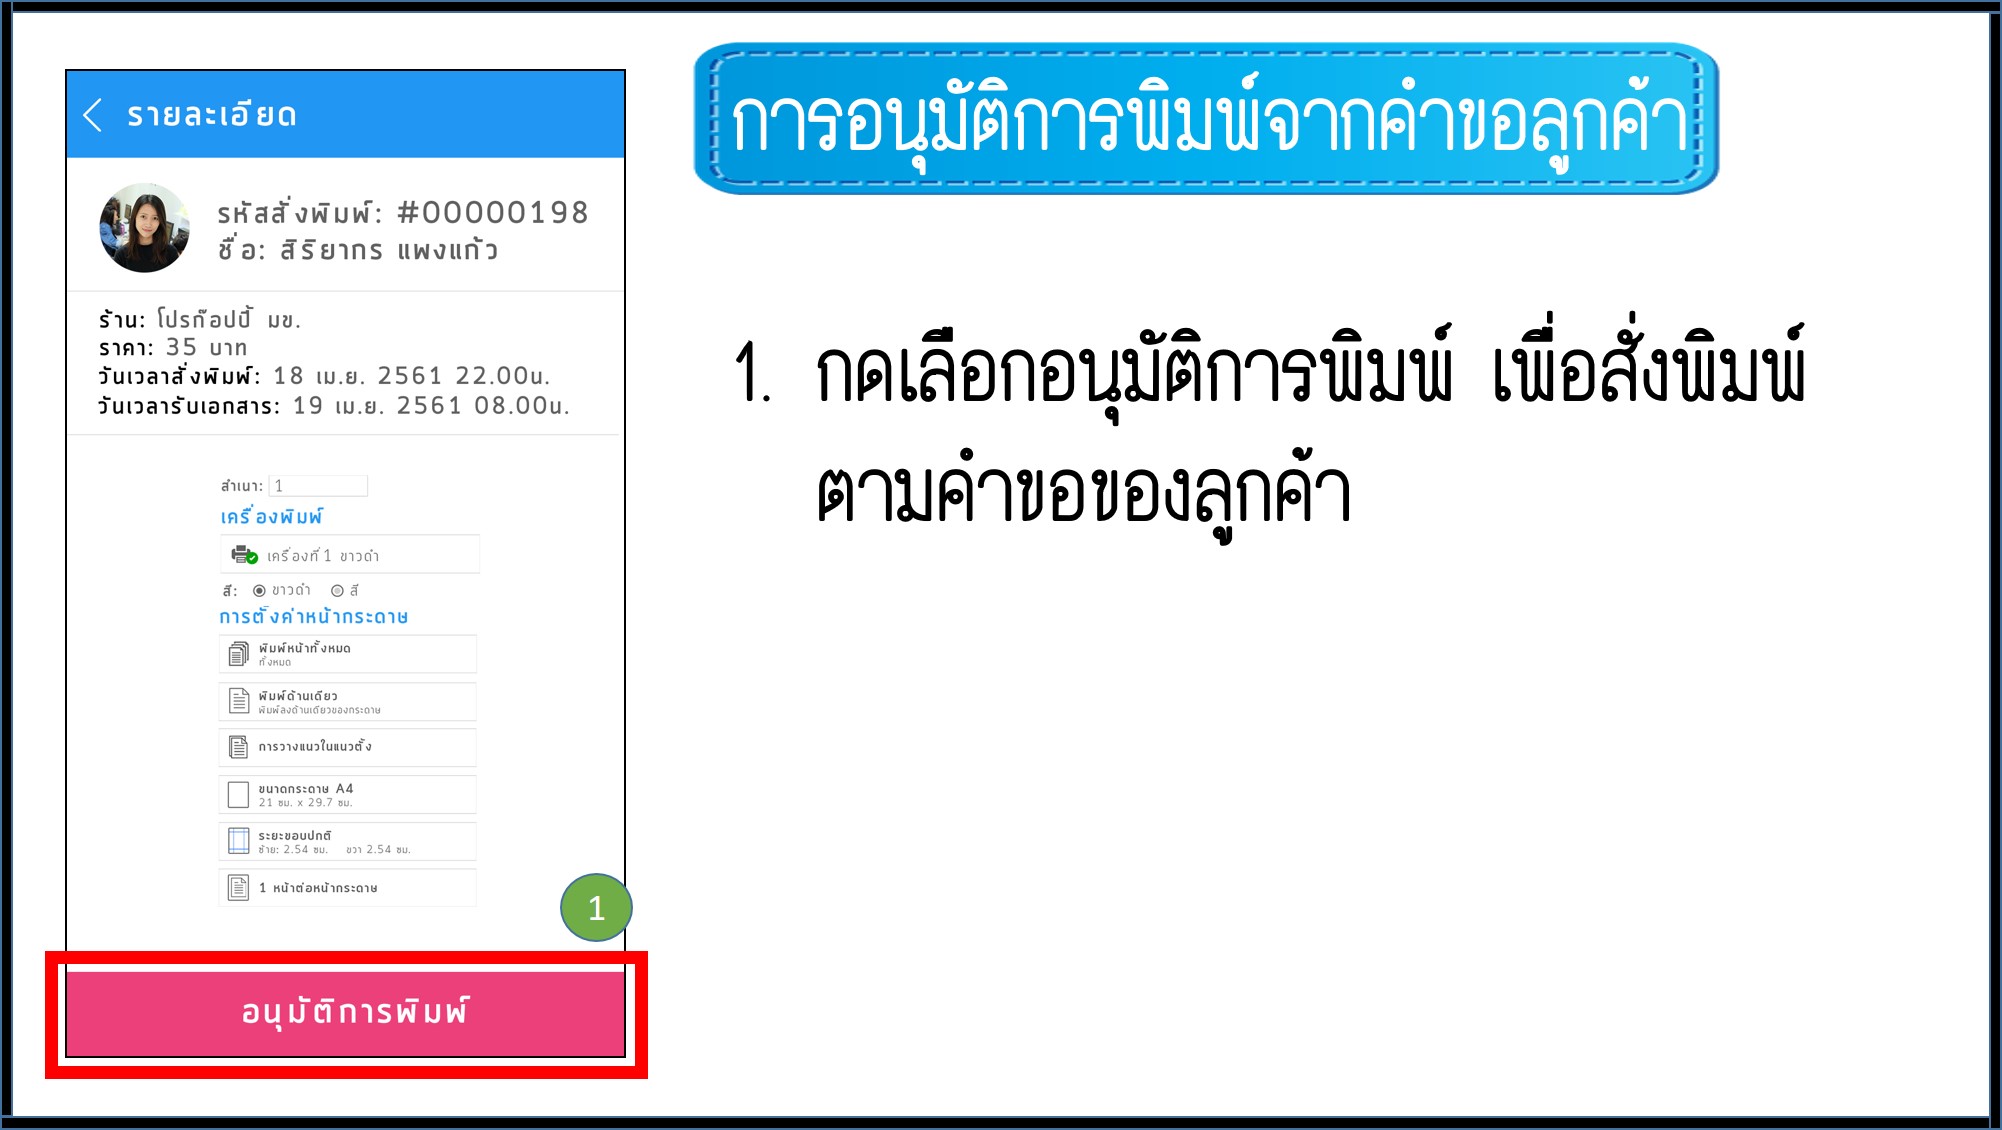 การอนุมัติการพิมพ์จากคำขอลูกค้า
รายละเอียด
รหัสสั่งพิมพ์: #00000198
ชื่อ: สิริยากร แพงแก้ว
ร้าน: โปรก๊อปปี้ มข.
ราคา: 35 บาท
วันเวลาสั่งพิมพ์: 18 เม.ย. 2561 22.00น.
วันเวลารับเอกสาร: 19 เม.ย. 2561 08.00น.
สำเนา: 1
เครื่องพิมพ์
เครื่องที่ 1 ขาวดำ
สี: ขาวดำ สี
การตั้งค่าหน้ากระดาษ
พิมพ์หน้าทั้งหมด
ทั้งหมด
พิมพ์ด้านเดียว
พิมพ์ลงด้านเดียวของกระดาษ
การวางแนวในแนวตั้ง
ขนาดกระดาษ A4
21 ซม. x 29.7 ซม.
ระยะขอบปกติ
ซ้าย: 2.54 ซม. ขวา 2.54 ซม.
1 หน้าต่อหน้ากระดาษ
1
อนุมัติการพิมพ์
1. กดเลือกอนุมัติการพิมพ์ เพื่อสั่งพิมพ์
ตามคำขอของลูกค้า